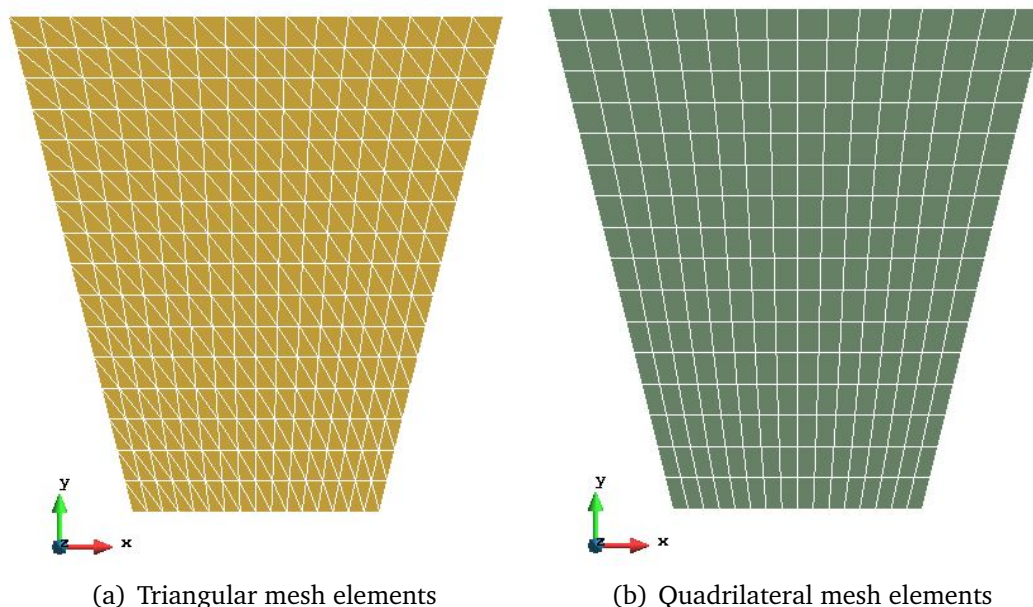 y
z
x
y
z
x
(a) Triangular mesh elements
(b) Quadrilateral mesh elements